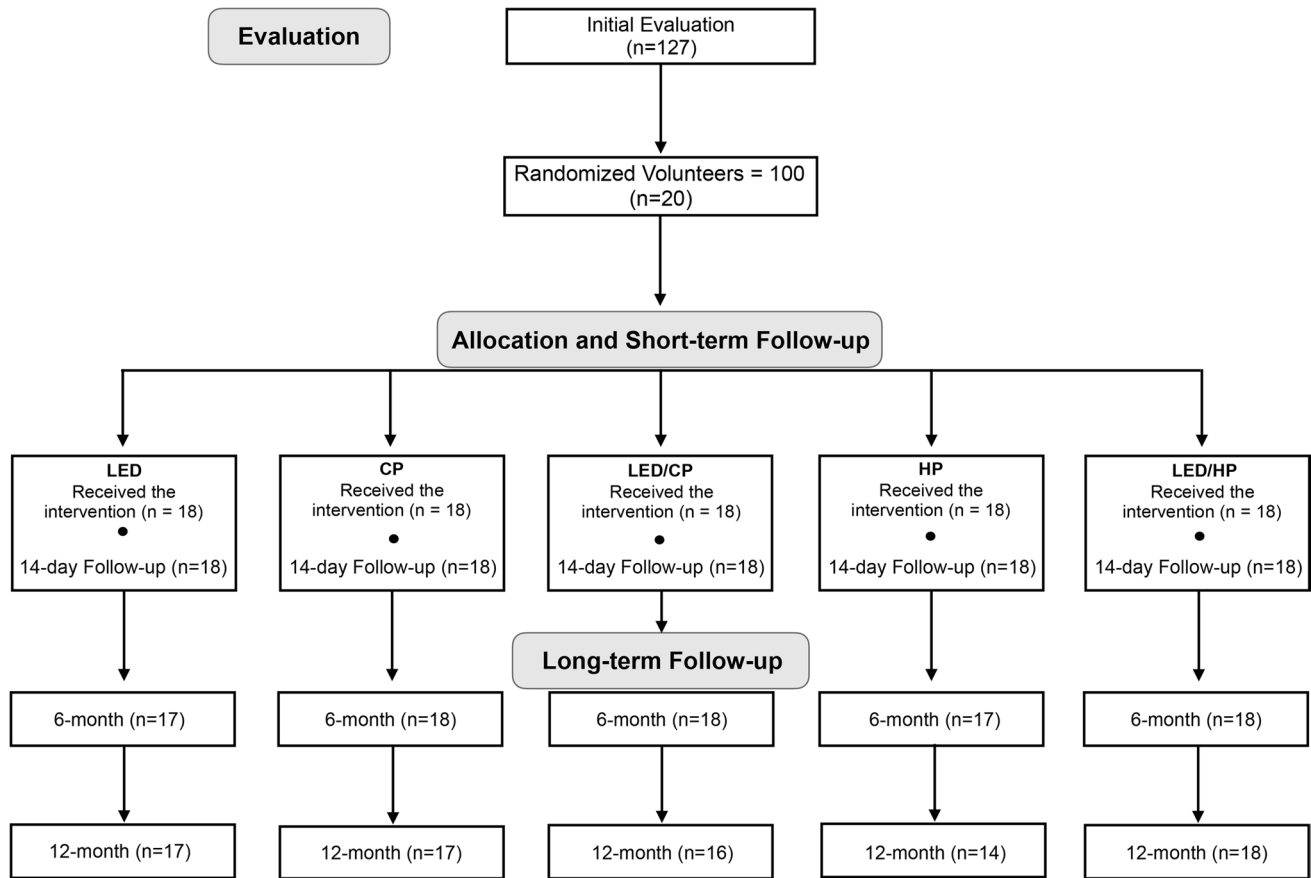 Evaluation
Initial Evaluation
(n=127)
Randomized Volunteers = 100
(n=20)
Allocation and Short-term Follow-up
LED
Received the
intervention (n = 18)
14-day Follow-up (n=18)
CP
Received the
intervention (n = 18)
14-day Follow-up (n=18)
LED/CP
Received the
intervention (n = 18)
14-day Follow-up (n=18)
HP
Received the
intervention (n = 18)
14-day Follow-up (n=18)
LED/HP
Received the
intervention (n = 18)
14-day Follow-up (n=18)
Long-term Follow-up
6-month (n=17)
6-month (n=18)
6-month (n=18)
6-month (n=17)
6-month (n=18)
12-month (n=17)
12-month (n=17)
12-month (n=16)
12-month (n=14)
12-month (n=18)